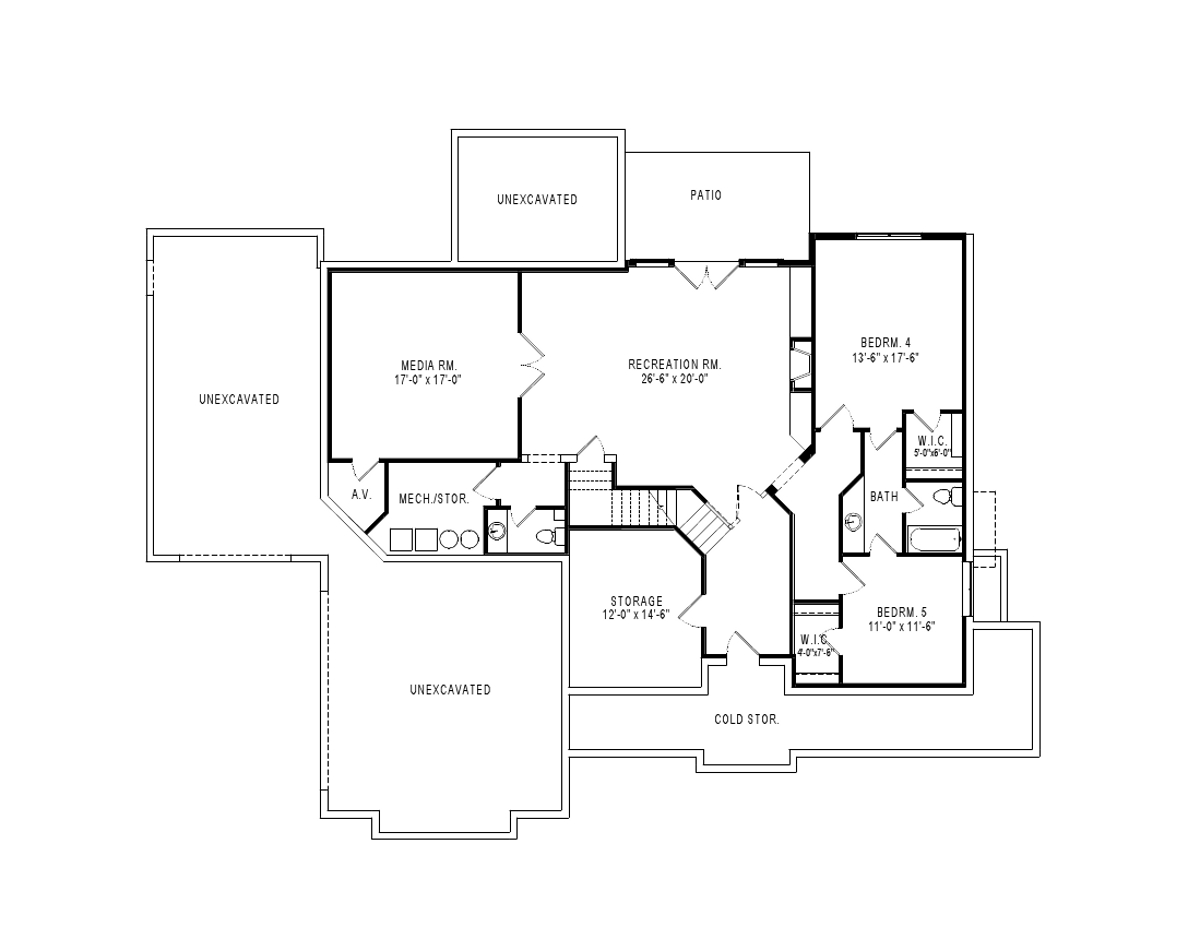 UNEXCAVATED
PATIO
UNEXCAVATED
MEDIA RM.
17'-0" x 17'-0"
RECREATION RM.
26'-6" x 20'-0"
BEDRM. 4
13'-6" x 17'-6"
W.I.C.
5'-0"x6'-0"
A.V.
MECH./STOR.
BATH
STORAGE
12'-0" x 14'-6"
BEDRM. 5
11'-0" x 11'-6"
W.I.C.
4'-0"x7'-6"
UNEXCAVATED
COLD STOR.